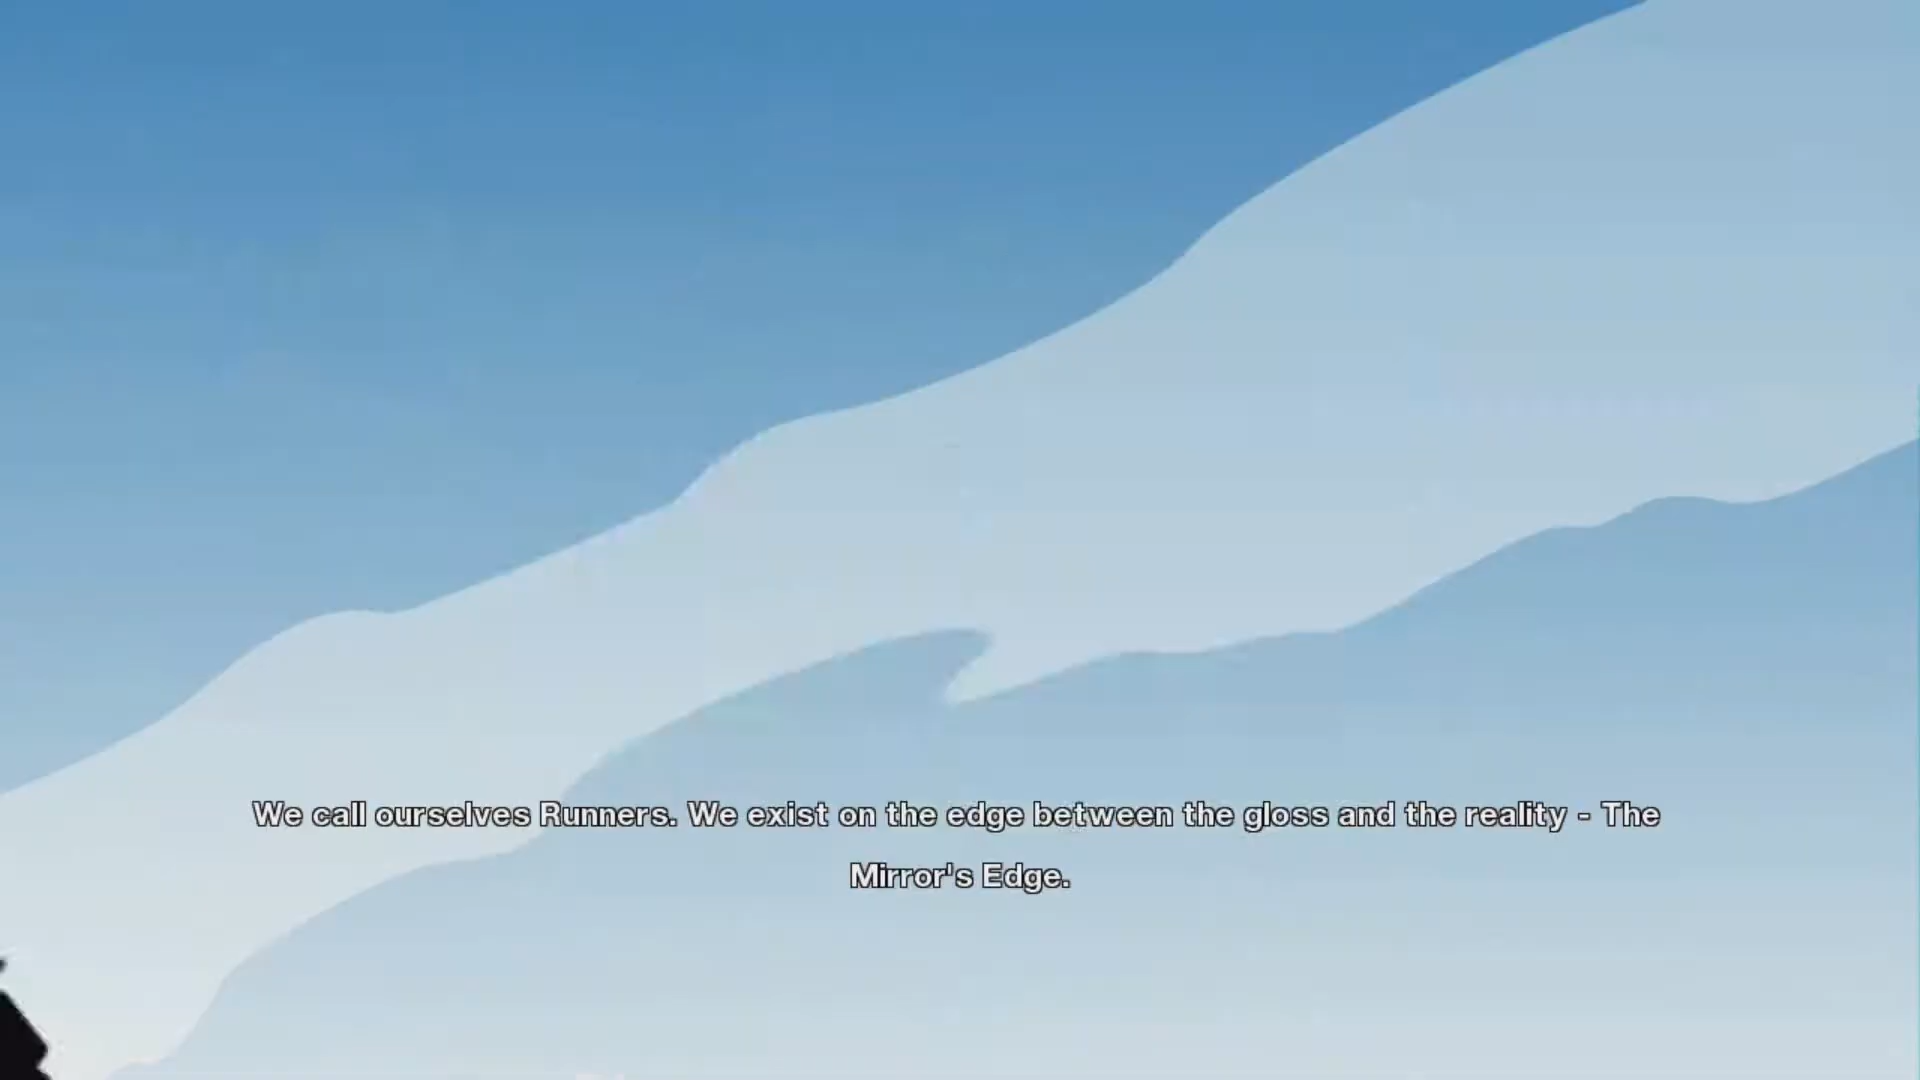 We call ourselves Runners. We exist on the edge between the gloss and the reality - The
Mirror's Edge.